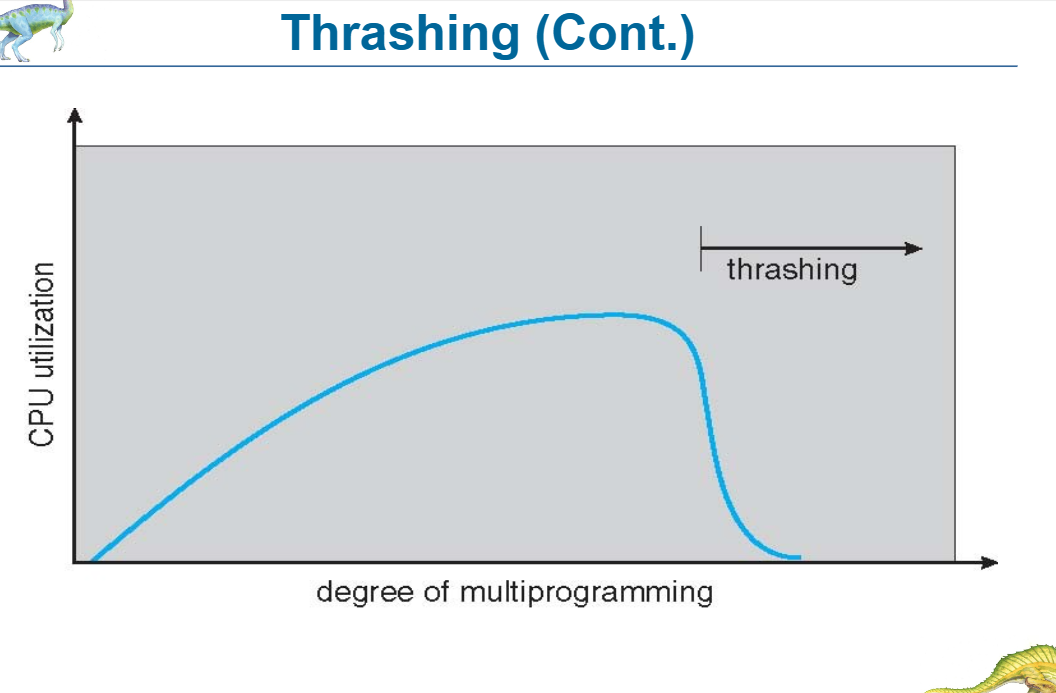 Thrashing (Cont.)
thrashing
CPU utilization
degree of multiprogramming